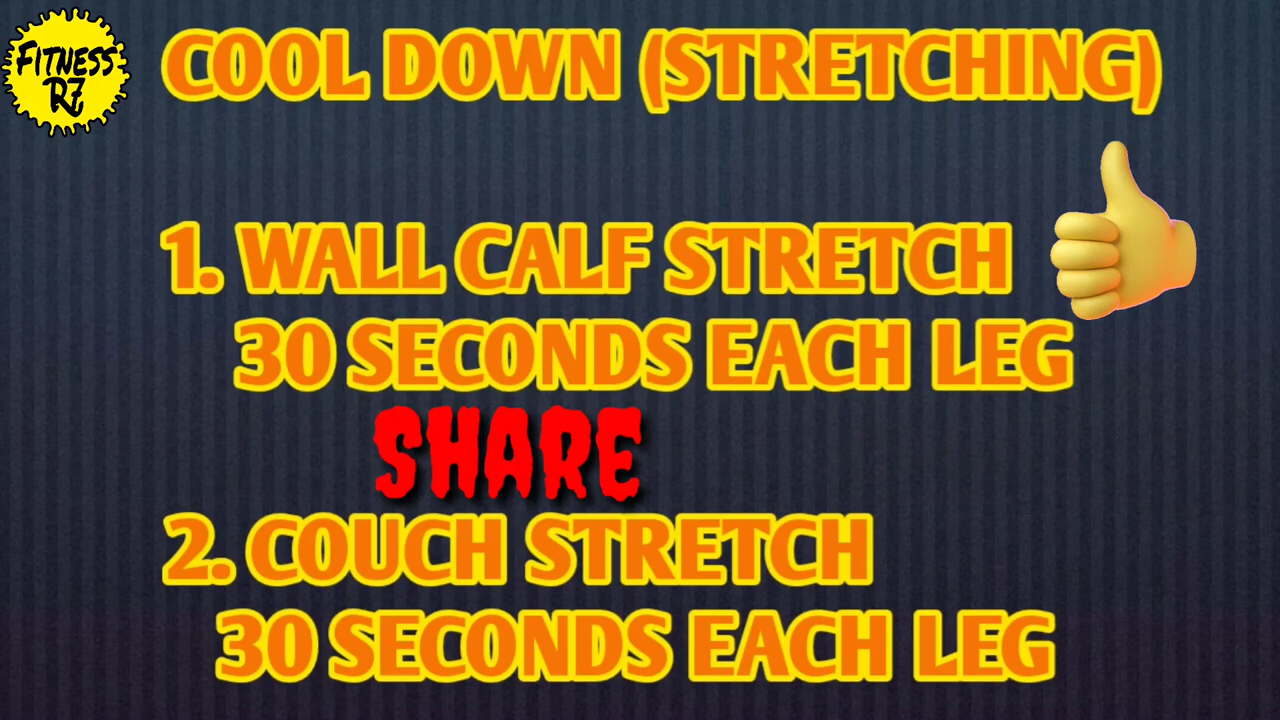 FITNESS
RZ
COOL DOWN (STRETCHING)
1. WALL CALF STRETCH
30 SECONDS EACH LEG
SHARE
2. COUCH STRETCH
30 SECONDS EACH LEG